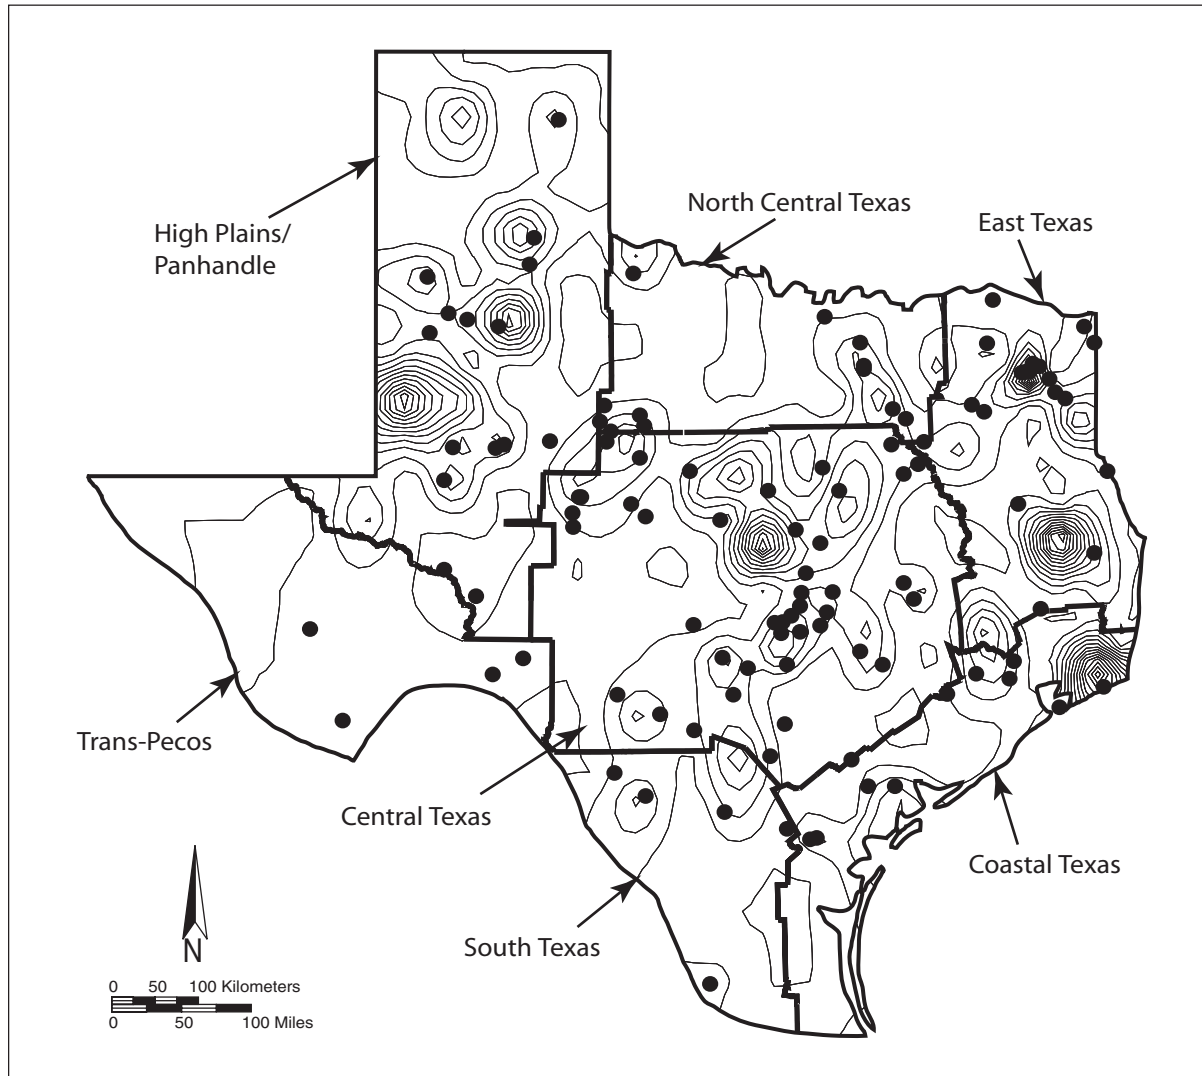 North Central Texas
East Texas
High Plains/
Panhandle
Trans-Pecos
Central Texas
Coastal Texas
South Texas
N
0 50 100 Kilometers
0 50 100 Miles